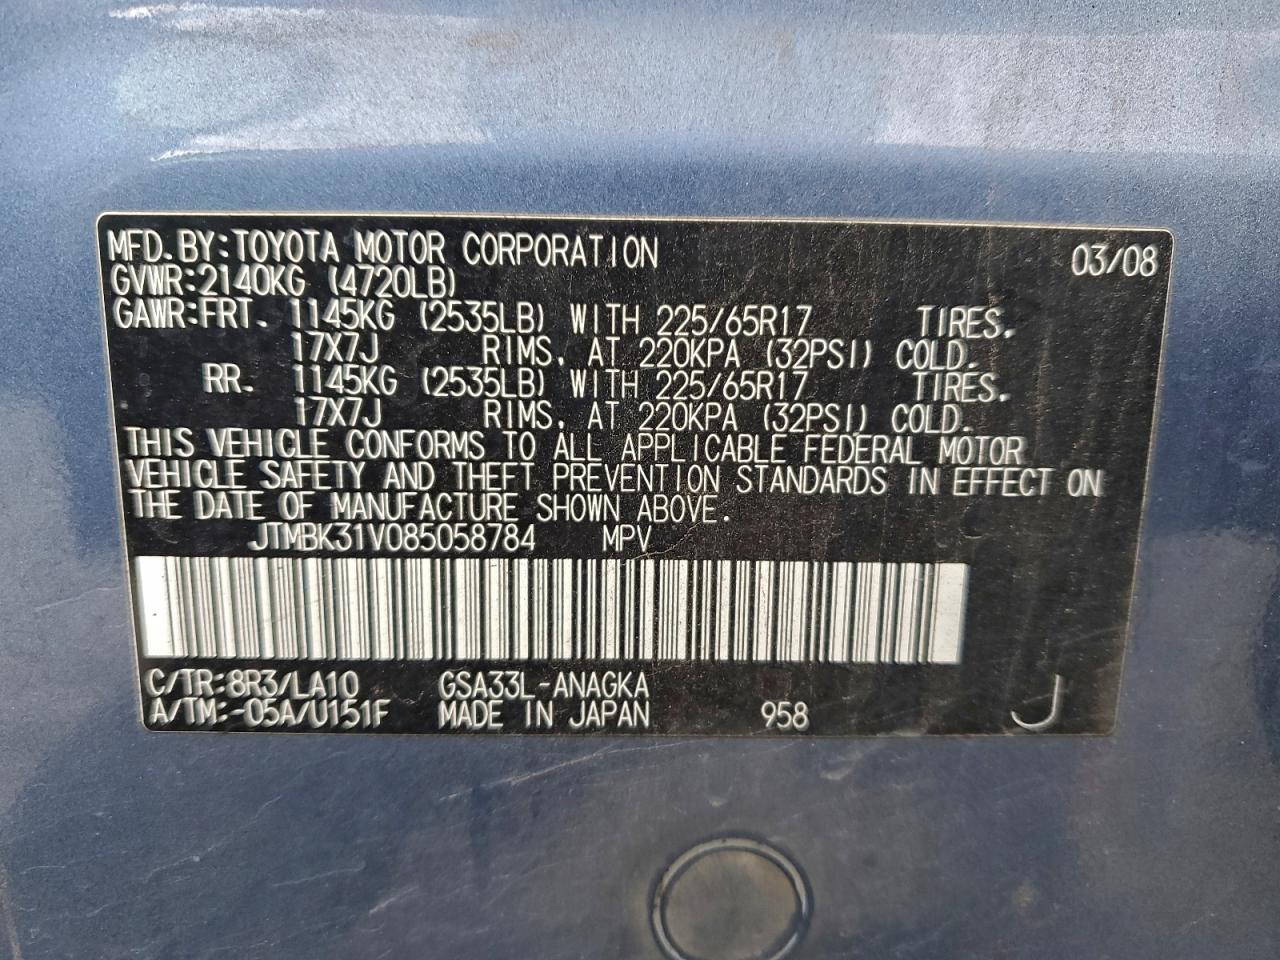 MFD.BY:TOYOTA MOTOR CORPORATION 03/08
GVWR:2140KG (4720LB)
GAWR:FRT. 1145KG (2535LB) WITH 225/65R17 TIRES,
17X7J RIMS, AT 220KPA (32PSI) COLD.
RR. 1145KG (2535LB) WITH 225/65R17 TIRES,
17X7J RIMS, AT 220KPA (32PSI) COLD.
THIS VEHICLE CONFORMS TO ALL APPLICABLE FEDERAL MOTOR
VEHICLE SAFETY AND THEFT PREVENTION STANDARDS IN EFFECT ON
THE DATE OF MANUFACTURE SHOWN ABOVE.
JTMBK31V085058784 MPV
C/TR:8R3/LA10 GSA33L-ANAGKA
A/TM:-05A/U151F MADE IN JAPAN 958 J